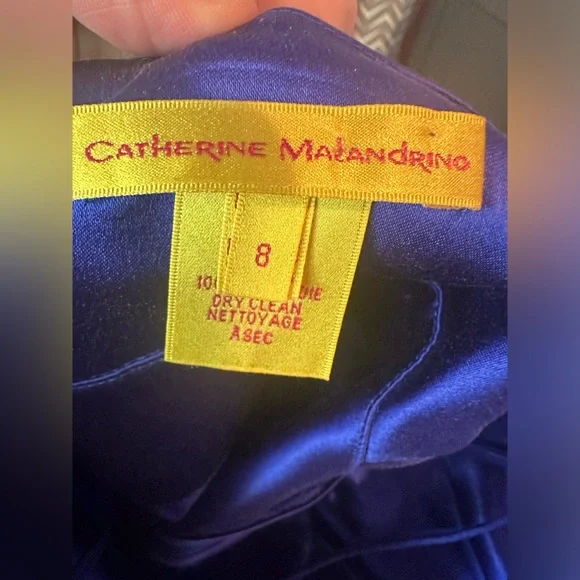 CATHERINE MALANDRINO
8
DRY CLEAN
NETTOYAGE
A SEC